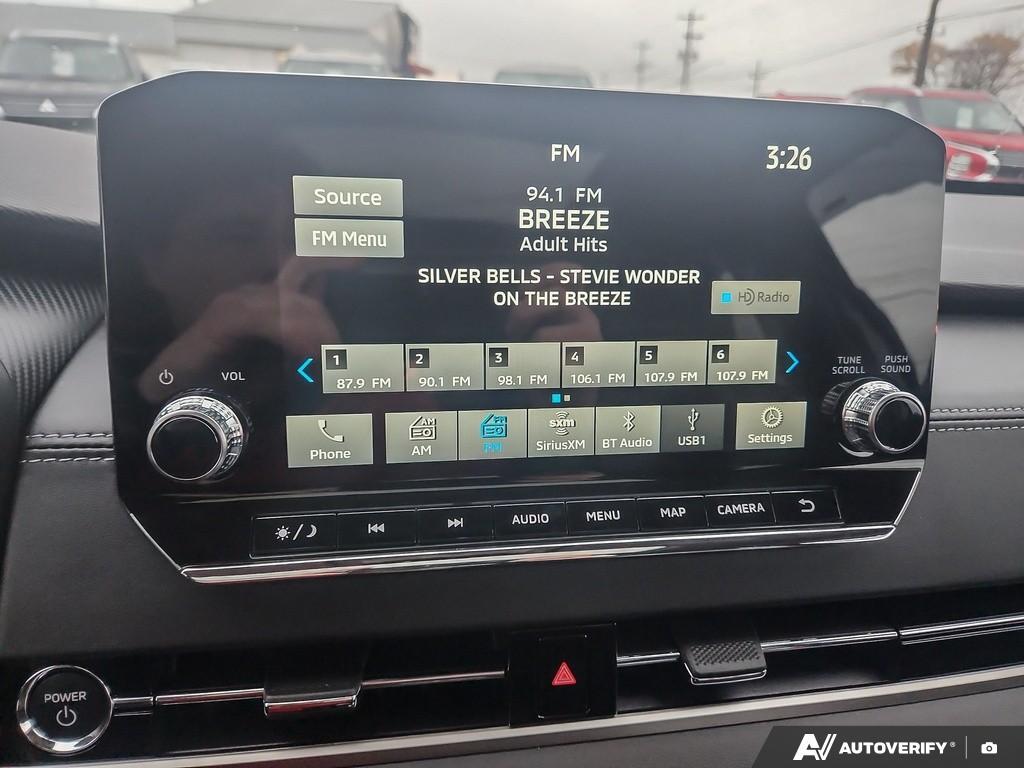 FM
3:26
Source
FM Menu
94.1 FM
BREEZE
Adult Hits
SILVER BELLS - STEVIE WONDER
ON THE BREEZE
HD Radio
1 2 3 4 5 6
87.9 FM 90.1 FM 98.1 FM 106.1 FM 107.9 FM 107.9 FM
VOL
TUNE SCROLL
PUSH SOUND
AM FM sxm
Phone AM FM SiriusXM BT Audio USB1 Settings
AUDIO MENU MAP CAMERA
POWER
AUTOVERIFY®